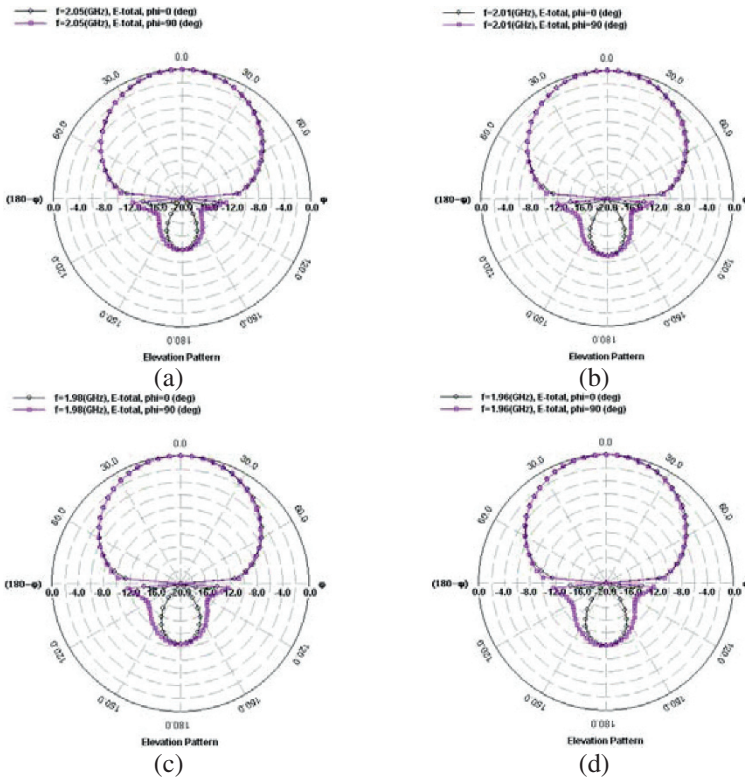 f=2.05(GHz), E-total, phi=0 (deg)
f=2.05(GHz), E-total, phi=90 (deg)
0.0
30.0 30.0
60.0 60.0
(180-φ) φ
0.0 -4.0 -8.0 -12.0 -16.0 -20.0 -16.0 -12.0 -8.0 -4.0 0.0
120.0 120.0
150.0 150.0
180.0
Elevation Pattern
(a)
f=2.01(GHz), E-total, phi=0 (deg)
f=2.01(GHz), E-total, phi=90 (deg)
0.0
30.0 30.0
60.0 60.0
(180-φ)
0.0 -4.0 -8.0 -12.0 -16.0 -20.0 -16.0 -12.0 -8.0 -4.0 0.0
120.0 120.0
150.0 150.0
180.0
Elevation Pattern
(b)
f=1.98(GHz), E-total, phi=0 (deg)
f=1.98(GHz), E-total, phi=90 (deg)
0.0
30.0 30.0
60.0 60.0
(180-φ) φ
0.0 -4.0 -8.0 -12.0 -16.0 -20.0 -16.0 -12.0 -8.0 -4.0 0.0
120.0 120.0
150.0 150.0
180.0
Elevation Pattern
(c)
f=1.96(GHz), E-total, phi=0 (deg)
f=1.96(GHz), E-total, phi=90 (deg)
0.0
30.0 30.0
60.0 60.0
(180-φ)
0.0 -4.0 -8.0 -12.0 -16.0 -20.0 -16.0 -12.0 -8.0 -4.0 0.0
120.0 120.0
150.0 150.0
180.0
Elevation Pattern
(d)